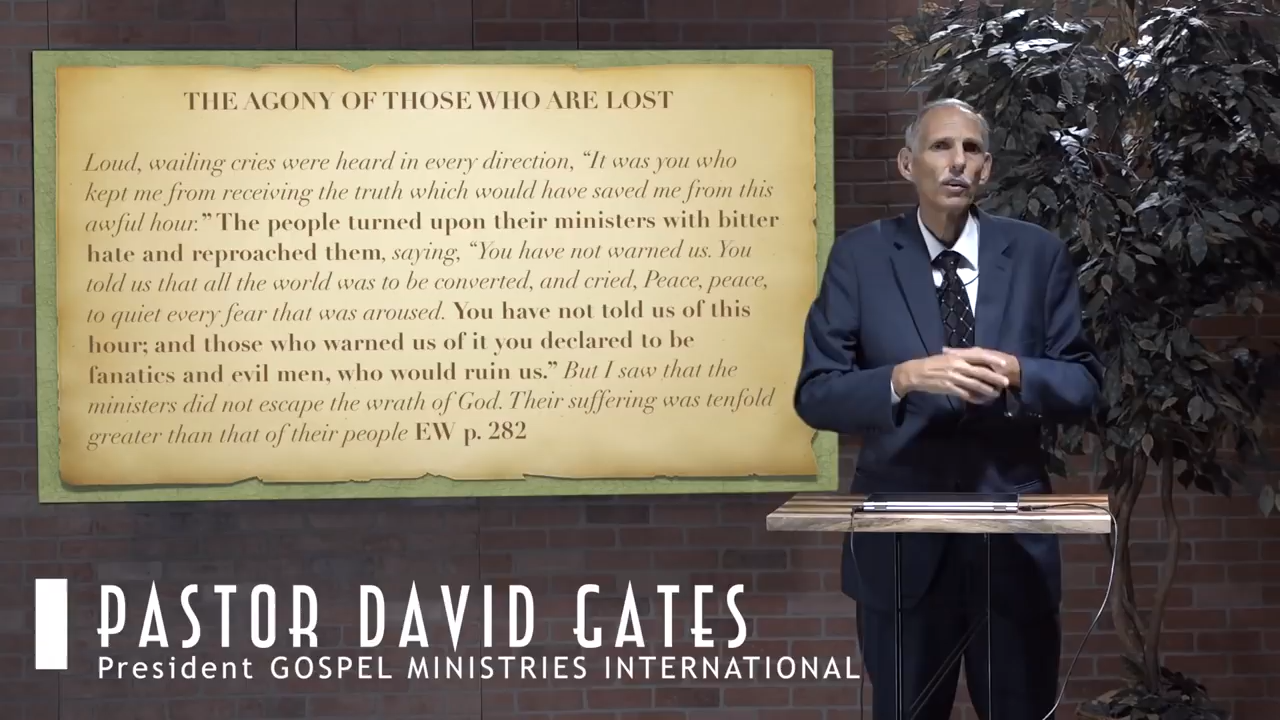 THE AGONY OF THOSE WHO ARE LOST
Loud, wailing cries were heard in every direction, “It was you who
kept me from receiving the truth which would have saved me from this
awful hour.” The people turned upon their ministers with bitter
hate and reproached them, saying, “You have not warned us. You
told us that all the world was to be converted, and cried, Peace, peace,
to quiet every fear that was aroused. You have not told us of this
hour; and those who warned us of it you declared to be
fanatics and evil men, who would ruin us.” But I saw that the
ministers did not escape the wrath of God. Their suffering was tenfold
greater than that of their people EW p. 282
PASTOR DAVID GATES
President GOSPEL MINISTRIES INTERNATIONAL